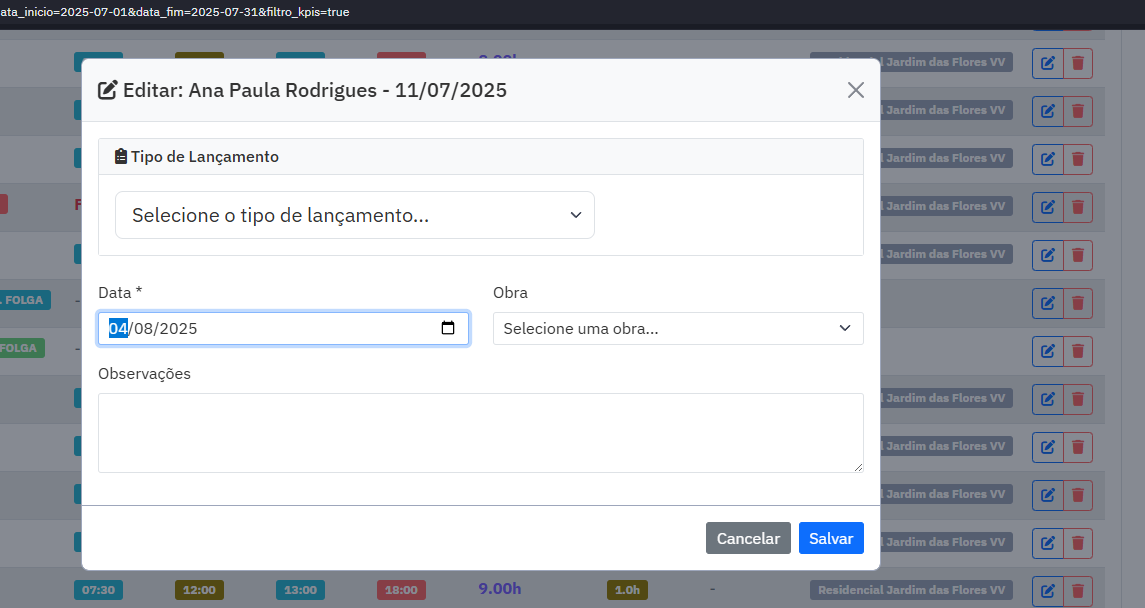 ata_inicio=2025-07-01&data_fim=2025-07-31&filtro_kpis=true
Editar: Ana Paula Rodrigues - 11/07/2025
Jardim das Flores VV
Jardim das Flores VV
Jardim das Flores VV
Tipo de Lançamento
Selecione o tipo de lançamento...
Jardim das Flores VV
Jardim das Flores VV
FOLGA -
Data *
Obra
04/08/2025
Selecione uma obra...
FOLGA -
Observações
Jardim das Flores VV
Jardim das Flores VV
Jardim das Flores VV
Jardim das Flores VV
Cancelar
Salvar
07:30 12:00 13:00 18:00 9.00h 1.0h - Residencial Jardim das Flores VV